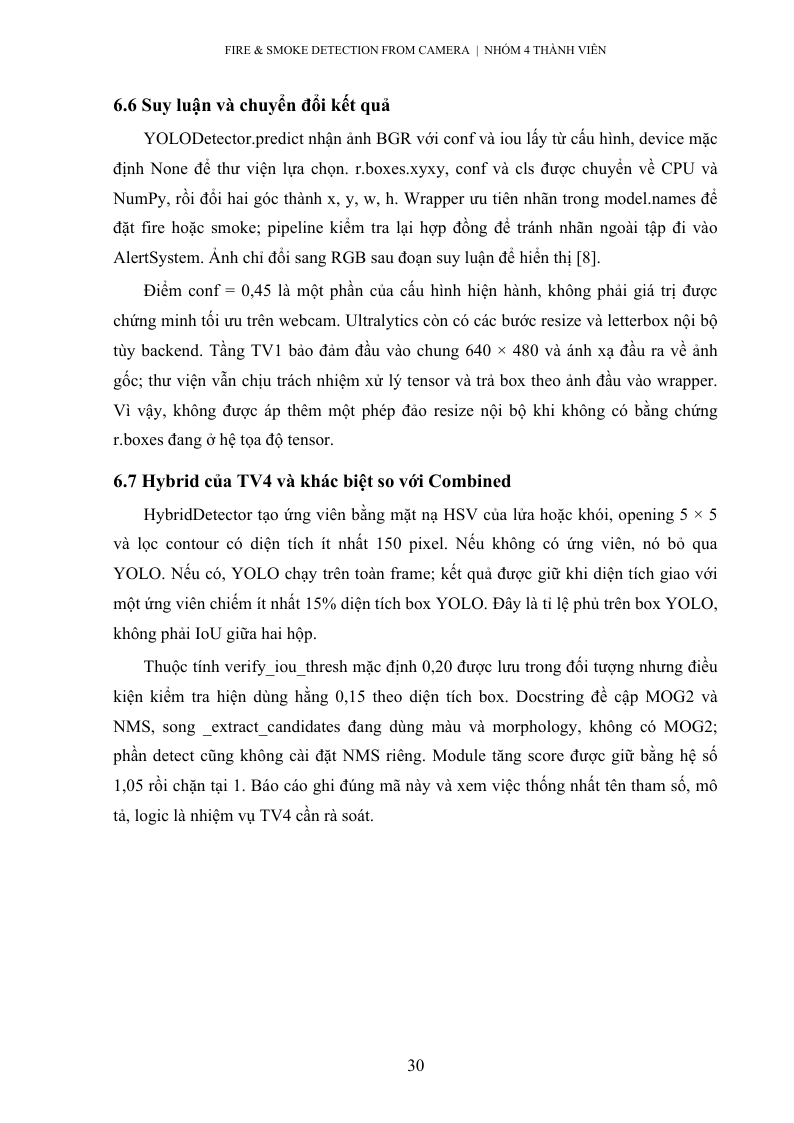 FIRE & SMOKE DETECTION FROM CAMERA | NHÓM 4 THÀNH VIÊN
6.6 Suy luận và chuyển đổi kết quả
YOLODetector.predict nhận ảnh BGR với conf và iou lấy từ cấu hình, device mặc
định None để thư viện lựa chọn. r.boxes.xyxy, conf và cls được chuyển về CPU và
NumPy, rồi đổi hai góc thành x, y, w, h. Wrapper ưu tiên nhãn trong model.names để
đặt fire hoặc smoke; pipeline kiểm tra lại hợp đồng để tránh nhãn ngoài tập đi vào
AlertSystem. Ảnh chỉ đổi sang RGB sau đoạn suy luận để hiển thị [8].
Điểm conf = 0,45 là một phần của cấu hình hiện hành, không phải giá trị được
chứng minh tối ưu trên webcam. Ultralytics còn có các bước resize và letterbox nội bộ
tùy backend. Tầng TV1 bảo đảm đầu vào chung 640 × 480 và ánh xạ đầu ra về ảnh
gốc; thư viện vẫn chịu trách nhiệm xử lý tensor và trả box theo ảnh đầu vào wrapper.
Vì vậy, không được áp thêm một phép đảo resize nội bộ khi không có bằng chứng
r.boxes đang ở hệ tọa độ tensor.
6.7 Hybrid của TV4 và khác biệt so với Combined
HybridDetector tạo ứng viên bằng mặt nạ HSV của lửa hoặc khói, opening 5 × 5
và lọc contour có diện tích ít nhất 150 pixel. Nếu không có ứng viên, nó bỏ qua
YOLO. Nếu có, YOLO chạy trên toàn frame; kết quả được giữ khi diện tích giao với
một ứng viên chiếm ít nhất 15% diện tích box YOLO. Đây là tỉ lệ phủ trên box YOLO,
không phải IoU giữa hai hộp.
Thuộc tính verify_iou_thresh mặc định 0,20 được lưu trong đối tượng nhưng điều
kiện kiểm tra hiện dùng hằng 0,15 theo diện tích box. Docstring đề cập MOG2 và
NMS, song _extract_candidates đang dùng màu và morphology, không có MOG2;
phần detect cũng không cài đặt NMS riêng. Module tăng score được giữ bằng hệ số
1,05 rồi chặn tại 1. Báo cáo ghi đúng mã này và xem việc thống nhất tên tham số, mô
tả, logic là nhiệm vụ TV4 cần rà soát.
30